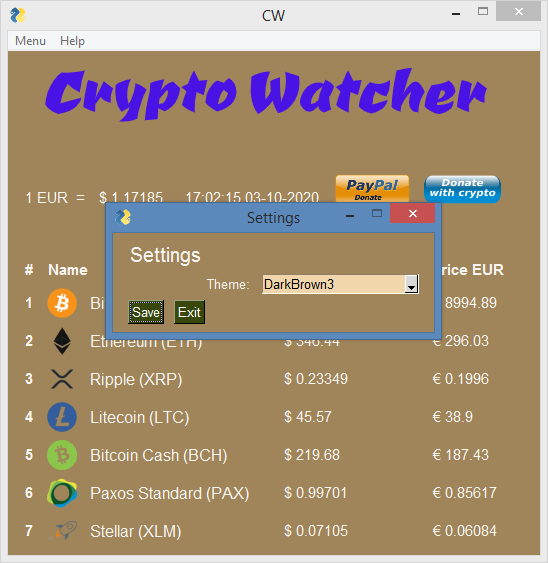 CW
Menu Help
Crypto Watcher
1 EUR = $ 1.17185 17:02:15 03-10-2020 PayPal Donate Donate with crypto
Settings
Settings
Theme: DarkBrown3
Save Exit
# Name rice EUR
1 Bi 8994.89
2 Ethereum (ETH) $ 346.44 € 296.03
3 Ripple (XRP) $ 0.23349 € 0.1996
4 Litecoin (LTC) $ 45.57 € 38.9
5 Bitcoin Cash (BCH) $ 219.68 € 187.43
6 Paxos Standard (PAX) $ 0.99701 € 0.85617
7 Stellar (XLM) $ 0.07105 € 0.06084